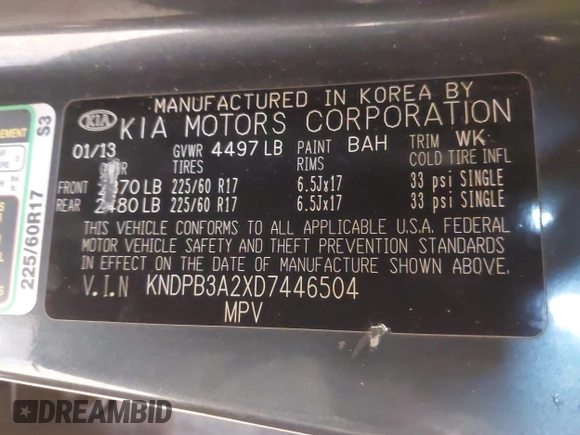 MANUFACTURED IN KOREA BY
KIA KIA MOTORS CORPORATION
01/13 GVWR 4497 LB PAINT BAH TRIM WK
TIRES RIMS COLD TIRE INFL
FRONT 370 LB 225/60 R17 6.5Jx17 33 psi SINGLE
REAR 2480 LB 225/60 R17 6.5Jx17 33 psi SINGLE
THIS VEHICLE CONFORMS TO ALL APPLICABLE U.S.A. FEDERAL
MOTOR VEHICLE SAFETY AND THEFT PREVENTION STANDARDS
IN EFFECT ON THE DATE OF MANUFACTURE SHOWN ABOVE.
V.I.N KNDPB3A2XD7446504
MPV
S3
225/60R17
DREAMBID